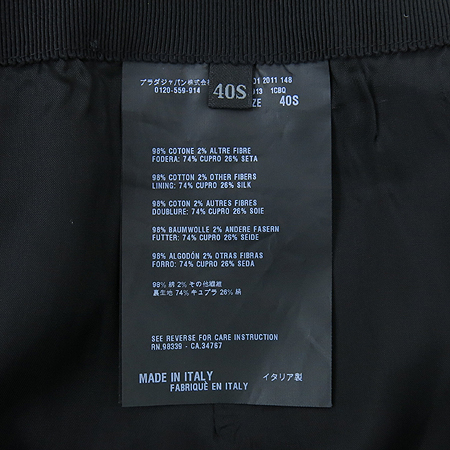 プラダジャパン株式会 01 2011 148
0120-559-914 013 1CBQ
40S
ZE 40S
98% COTONE 2% ALTRE FIBRE
FODERA: 74% CUPRO 26% SETA
98% COTTON 2% OTHER FIBERS
LINING: 74% CUPRO 26% SILK
98% COTON 2% AUTRES FIBRES
DOUBLURE: 74% CUPRO 26% SOIE
98% BAUMWOLLE 2% ANDERE FASERN
FUTTER: 74% CUPRO 26% SEIDE
98% ALGODÓN 2% OTRAS FIBRAS
FORRO: 74% CUPRO 26% SEDA
98% 綿 2% その他繊維
裏生地 74% キュプラ 26% 絹
SEE REVERSE FOR CARE INSTRUCTION
RN.98339 - CA.34767
MADE IN ITALY イタリア製
FABRIQUÉ EN ITALY